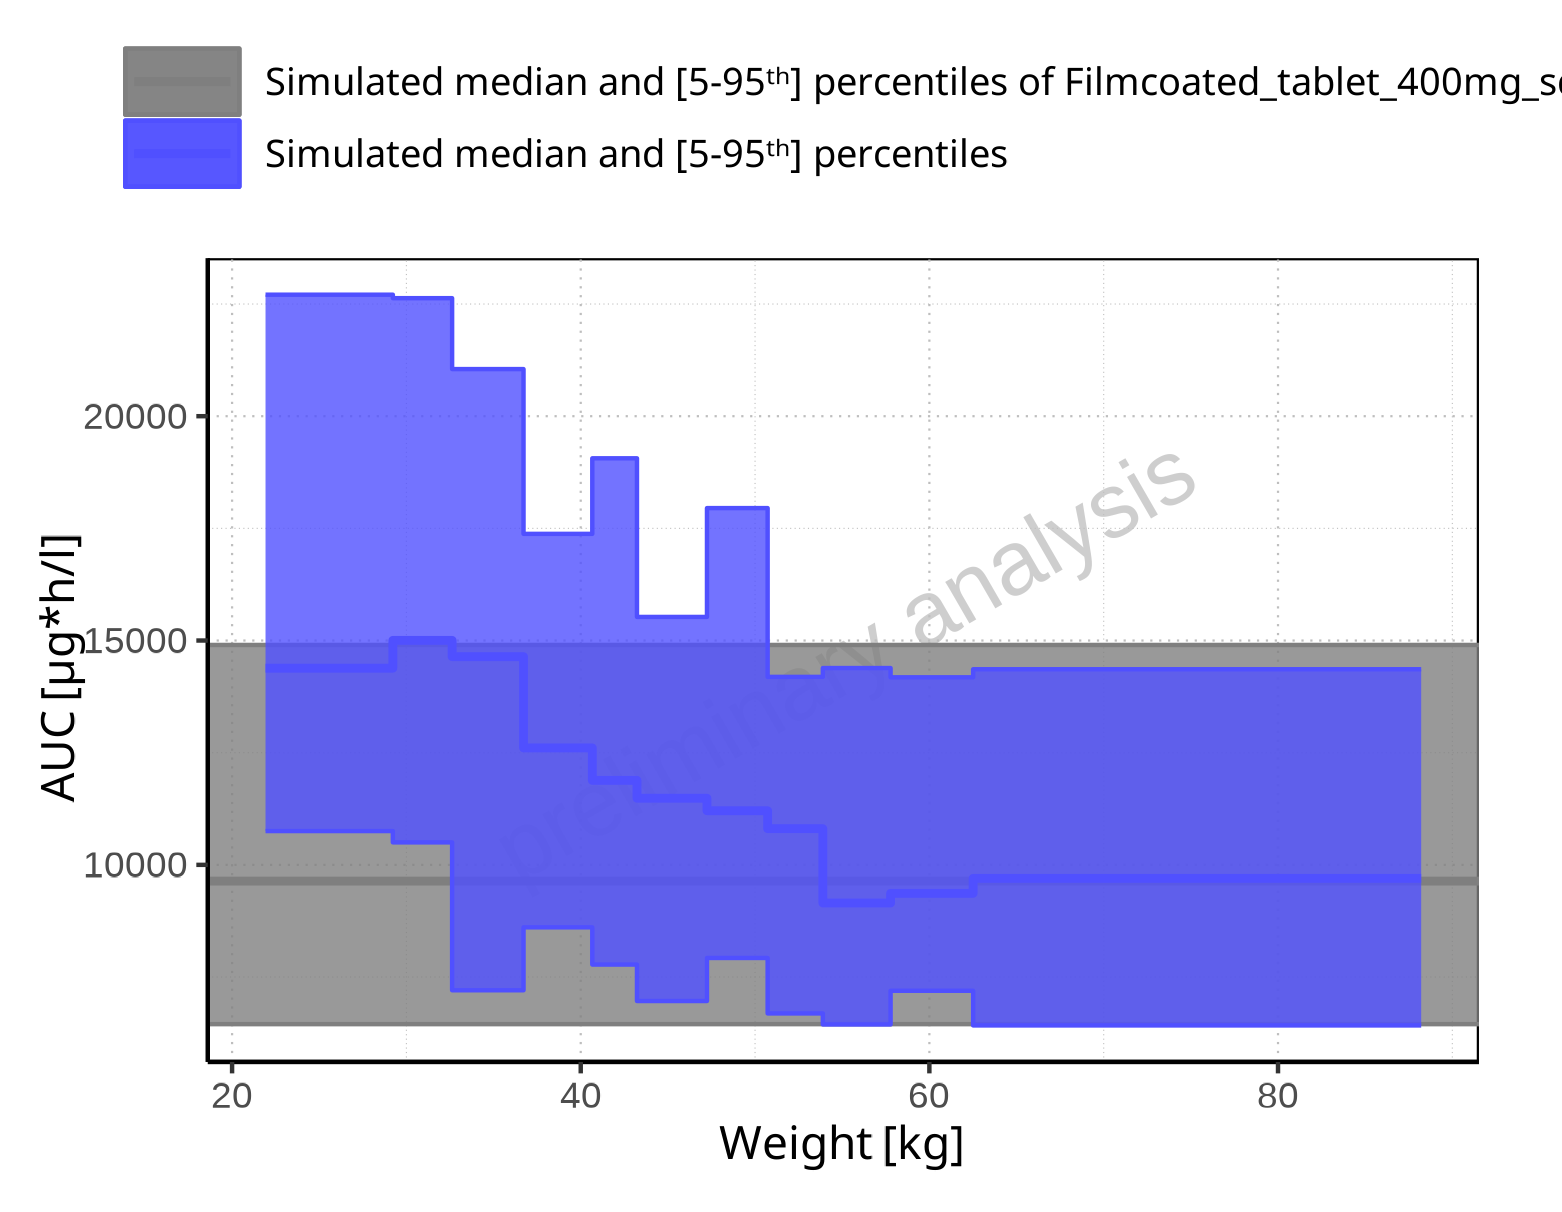 Simulated median and [5-95ᵗʰ] percentiles of Filmcoated_tablet_400mg_s
Simulated median and [5-95ᵗʰ] percentiles
20000
15000
10000
AUC [µg*h/l]
preliminary analysis
20 40 60 80
Weight [kg]